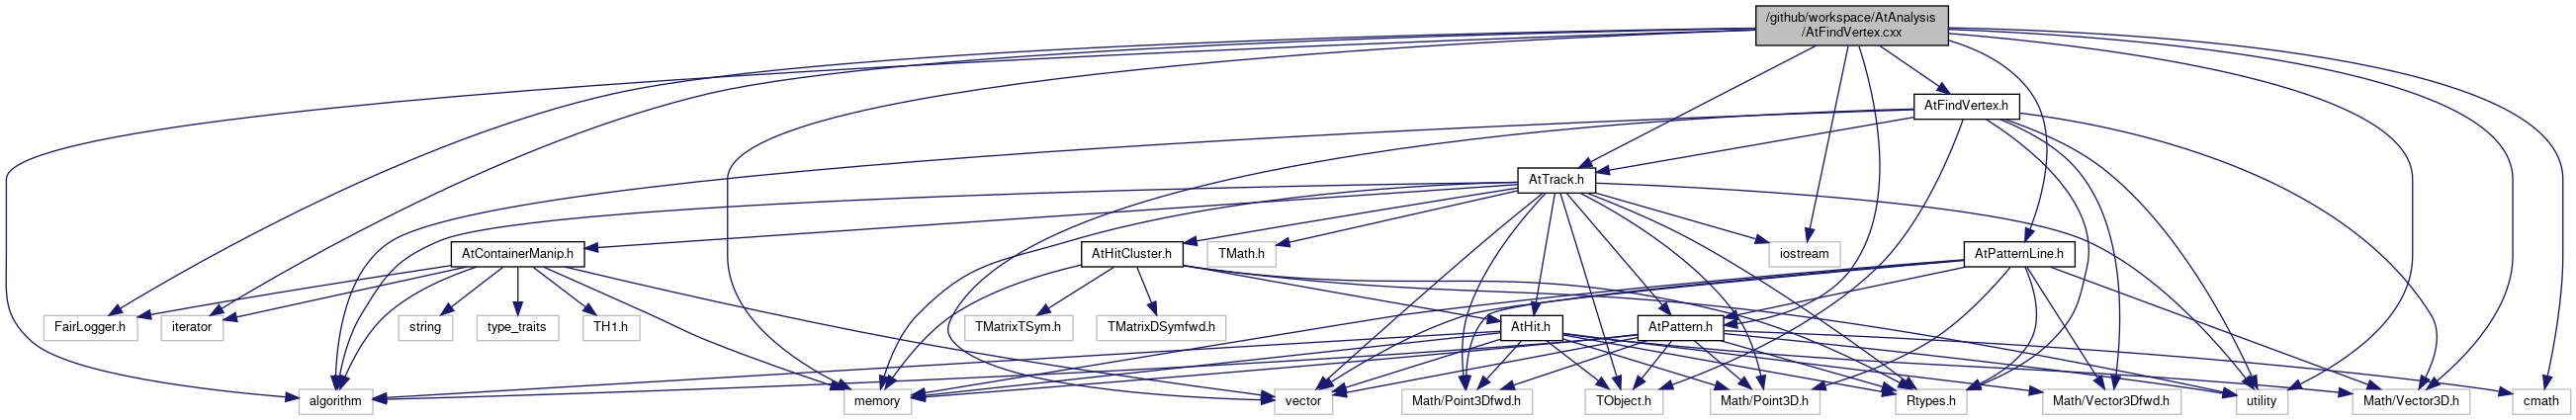 /github/workspace/AtAnalysis
/AtFindVertex.cxx
AtFindVertex.h
AtTrack.h
AtContainerManip.h
AtHitCluster.h
TMath.h
iostream
AtPatternLine.h
FairLogger.h
iterator
string
type_traits
TH1.h
TMatrixTSym.h
TMatrixDSymfwd.h
AtHit.h
AtPattern.h
algorithm
memory
vector
Math/Point3Dfwd.h
TObject.h
Math/Point3D.h
Rtypes.h
Math/Vector3Dfwd.h
utility
Math/Vector3D.h
cmath